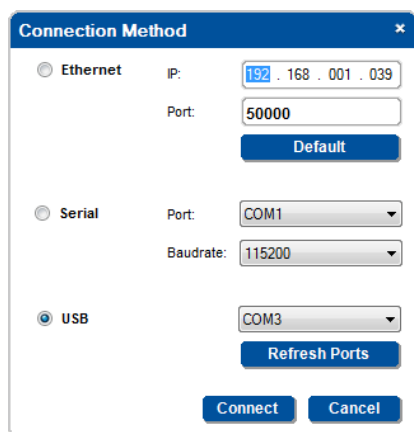 Connection Method ×
Ethernet IP: 192 . 168 . 001 . 039
Port: 50000
Default
Serial Port: COM1
Baudrate: 115200
USB COM3
Refresh Ports
Connect Cancel